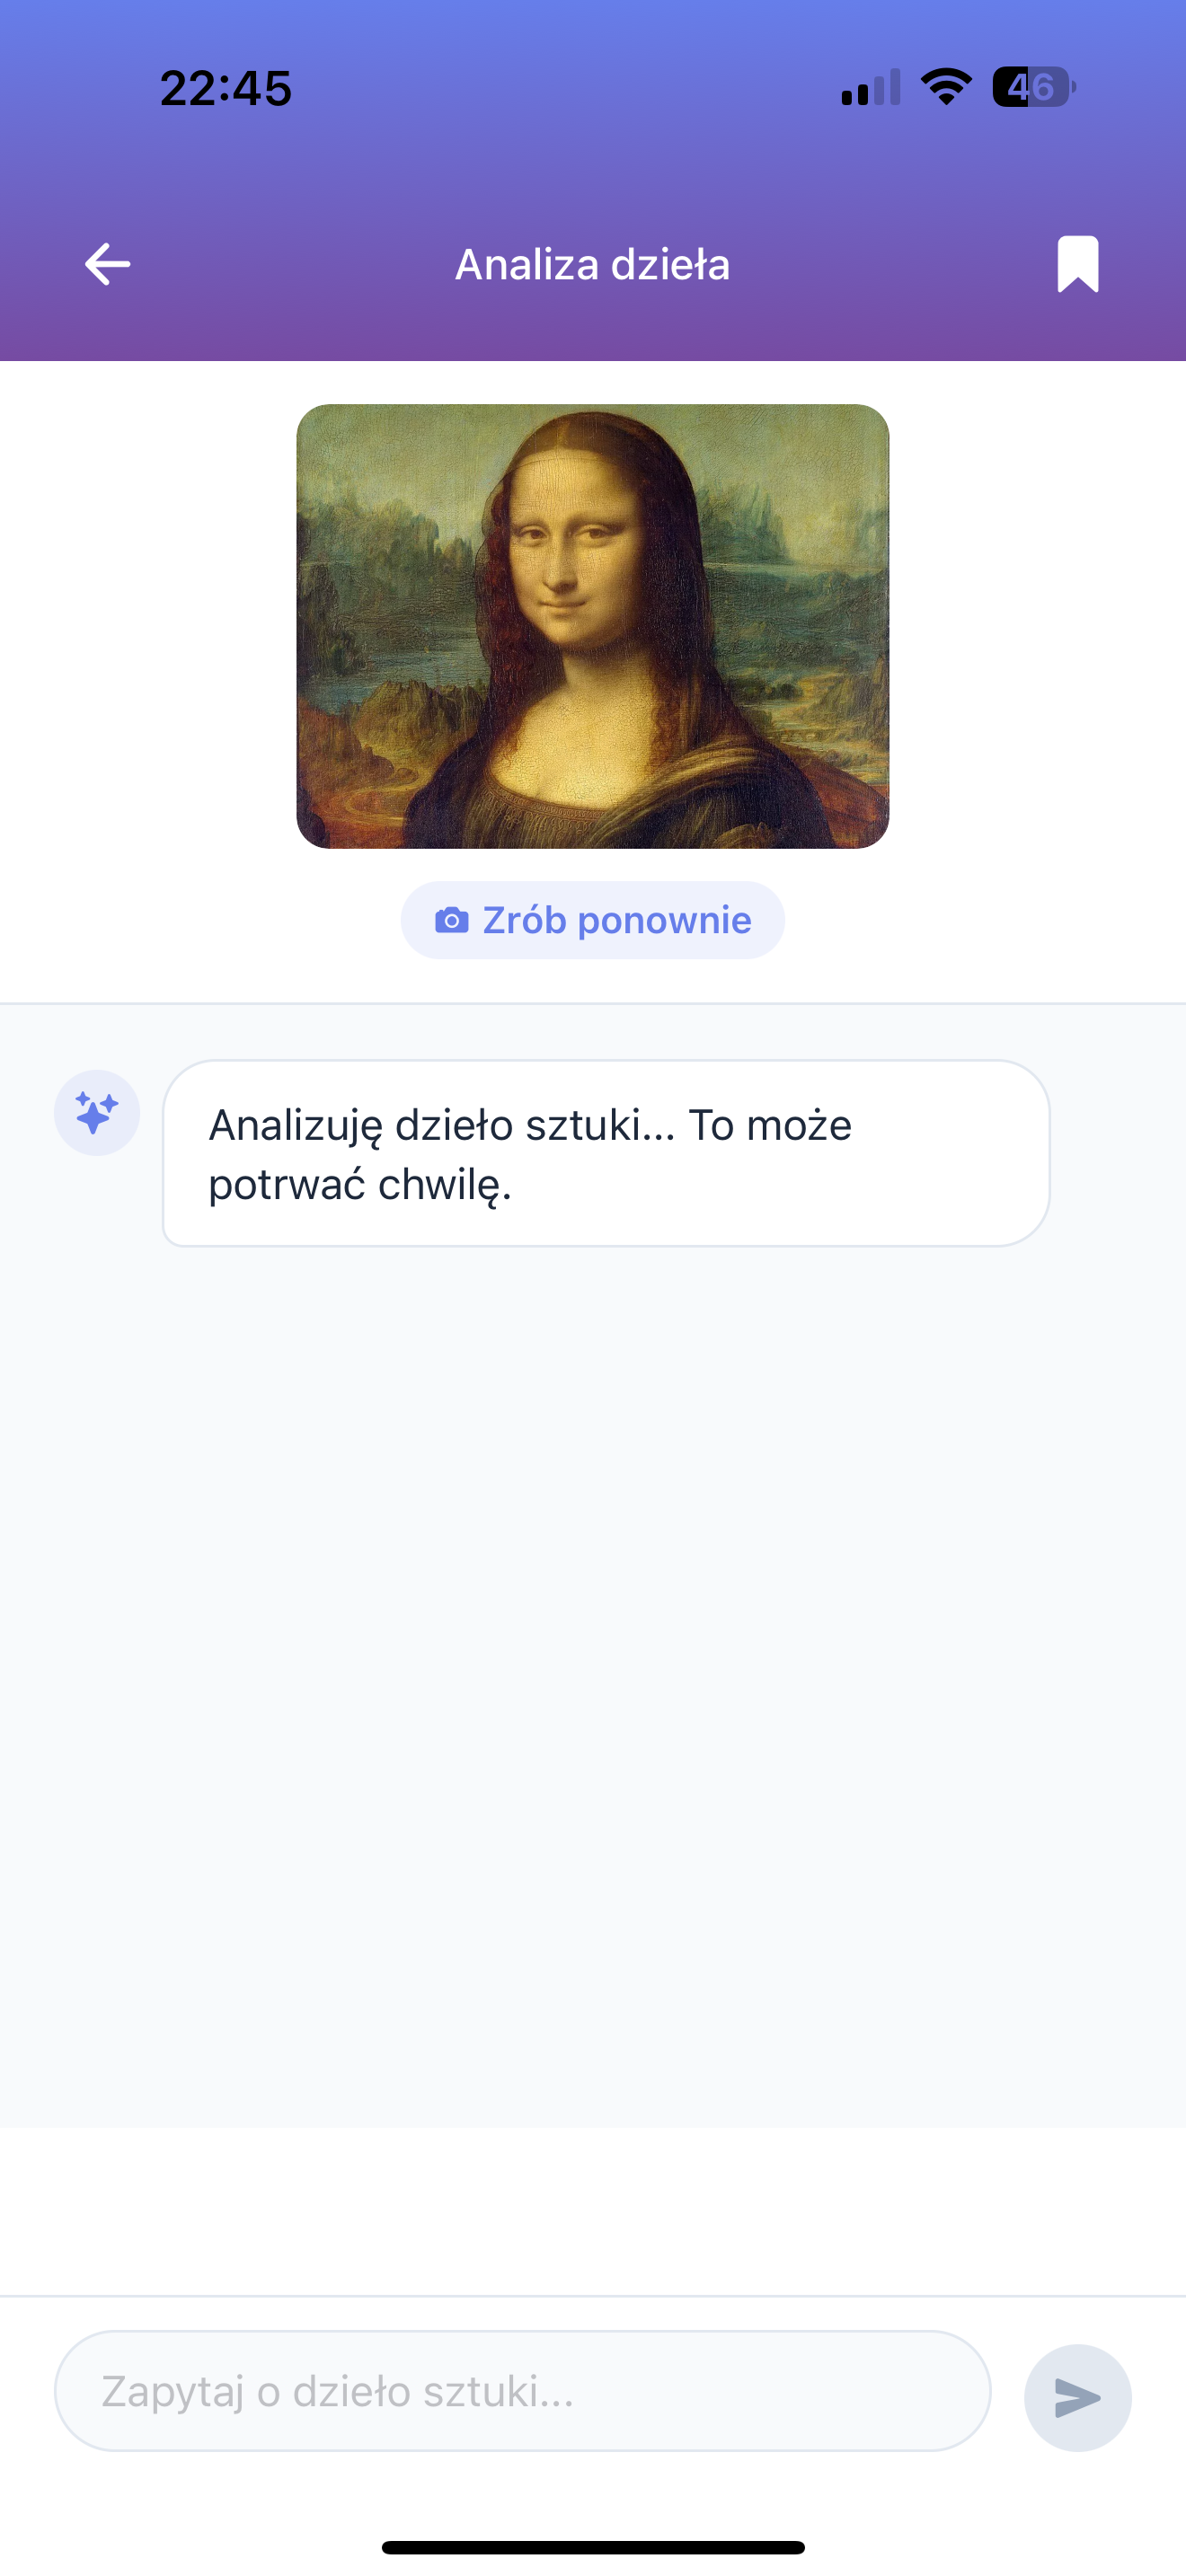 22:45
46
Analiza dzieła
Zrób ponownie
Analizuję dzieło sztuki... To może
potrwać chwilę.
Zapytaj o dzieło sztuki...